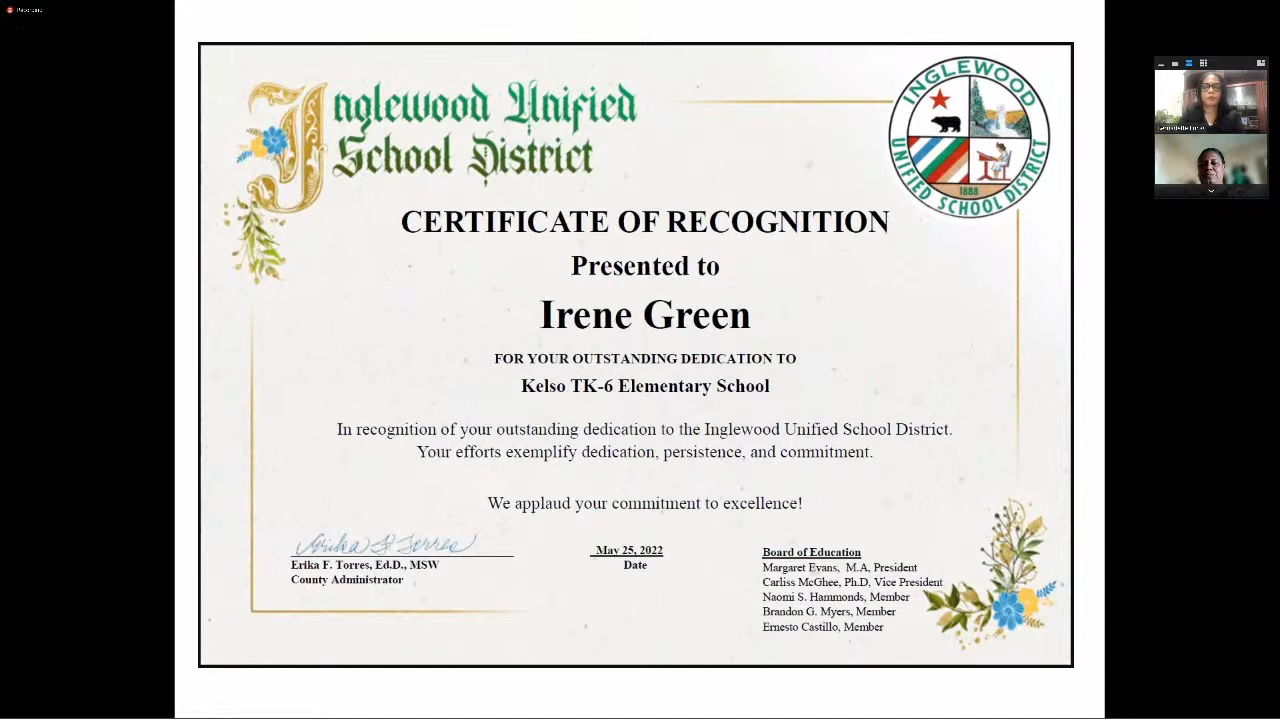 Recording
Inglewood Unified
School District
INGLEWOOD
UNIFIED SCHOOL DISTRICT
1888
CERTIFICATE OF RECOGNITION
Presented to
Irene Green
FOR YOUR OUTSTANDING DEDICATION TO
Kelso TK-6 Elementary School
In recognition of your outstanding dedication to the Inglewood Unified School District.
Your efforts exemplify dedication, persistence, and commitment.
We applaud your commitment to excellence!
Erika F Torres
Erika F. Torres, Ed.D., MSW
County Administrator
May 25, 2022
Date
Board of Education
Margaret Evans, M.A, President
Carliss McGhee, Ph.D, Vice President
Naomi S. Hammonds, Member
Brandon G. Myers, Member
Ernesto Castillo, Member